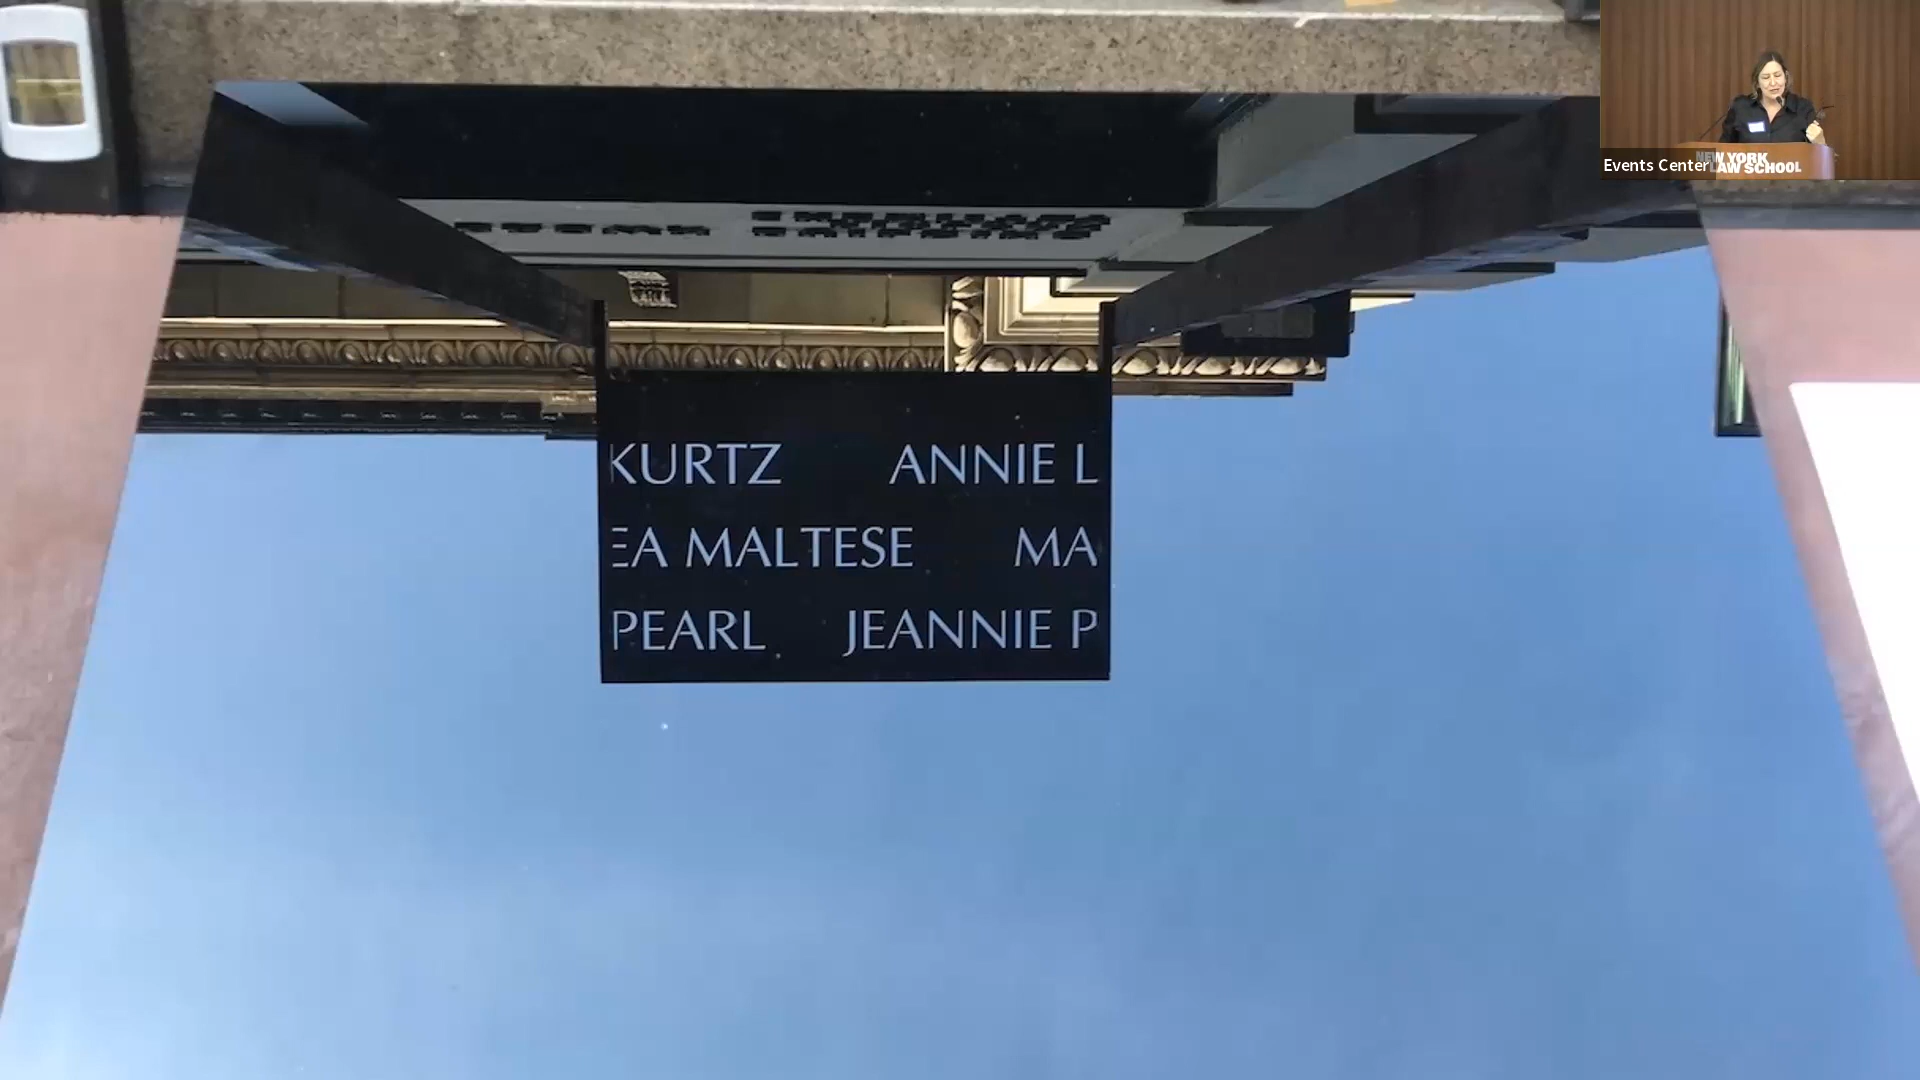 Events Center
NEW YORK
LAW SCHOOL
KURTZ ANNIE L
EA MALTESE MA
PEARL JEANNIE P